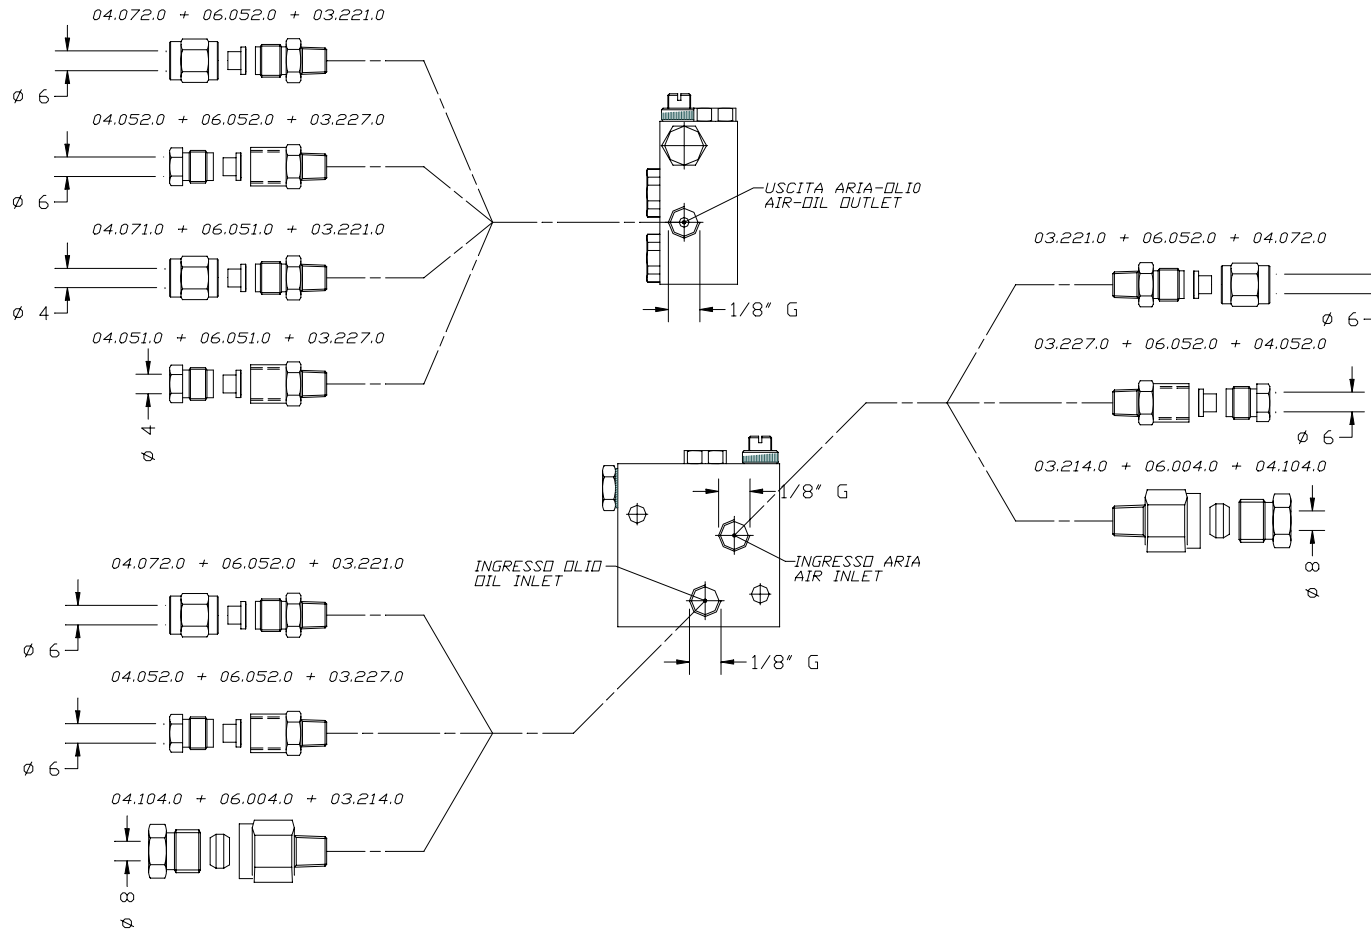 04.072.0 + 06.052.0 + 03.221.0
Ø 6
04.052.0 + 06.052.0 + 03.227.0
Ø 6
04.071.0 + 06.051.0 + 03.221.0
Ø 4
04.051.0 + 06.051.0 + 03.227.0
Ø 4
USCITA ARIA-OLIO
AIR-OIL OUTLET
1/8" G
03.221.0 + 06.052.0 + 04.072.0
Ø 6
03.227.0 + 06.052.0 + 04.052.0
Ø 6
03.214.0 + 06.004.0 + 04.104.0
Ø 8
1/8" G
INGRESSO ARIA
AIR INLET
INGRESSO OLIO
OIL INLET
1/8" G
04.072.0 + 06.052.0 + 03.221.0
Ø 6
04.052.0 + 06.052.0 + 03.227.0
Ø 6
04.104.0 + 06.004.0 + 03.214.0
Ø 8